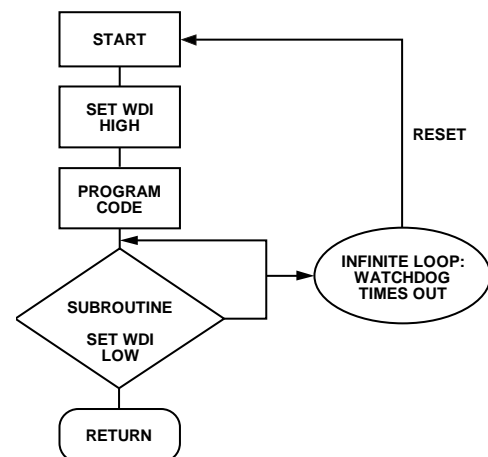 START
SET WDI
HIGH
RESET
PROGRAM
CODE
INFINITE LOOP:
WATCHDOG
TIMES OUT
SUBROUTINE
SET WDI
LOW
RETURN